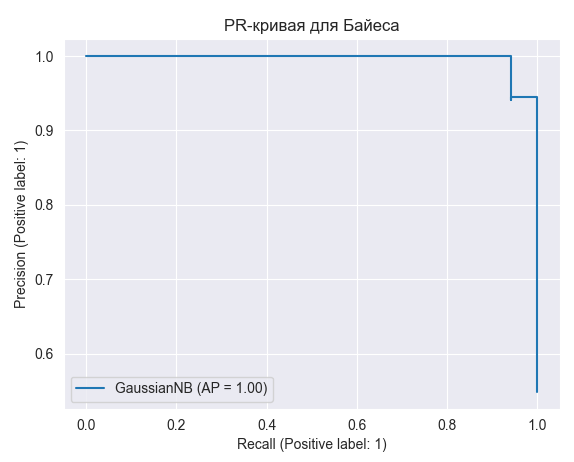 PR-кривая для Байеса
Precision (Positive label: 1)
1.0
0.9
0.8
0.7
0.6
GaussianNB (AP = 1.00)
0.0 0.2 0.4 0.6 0.8 1.0
Recall (Positive label: 1)